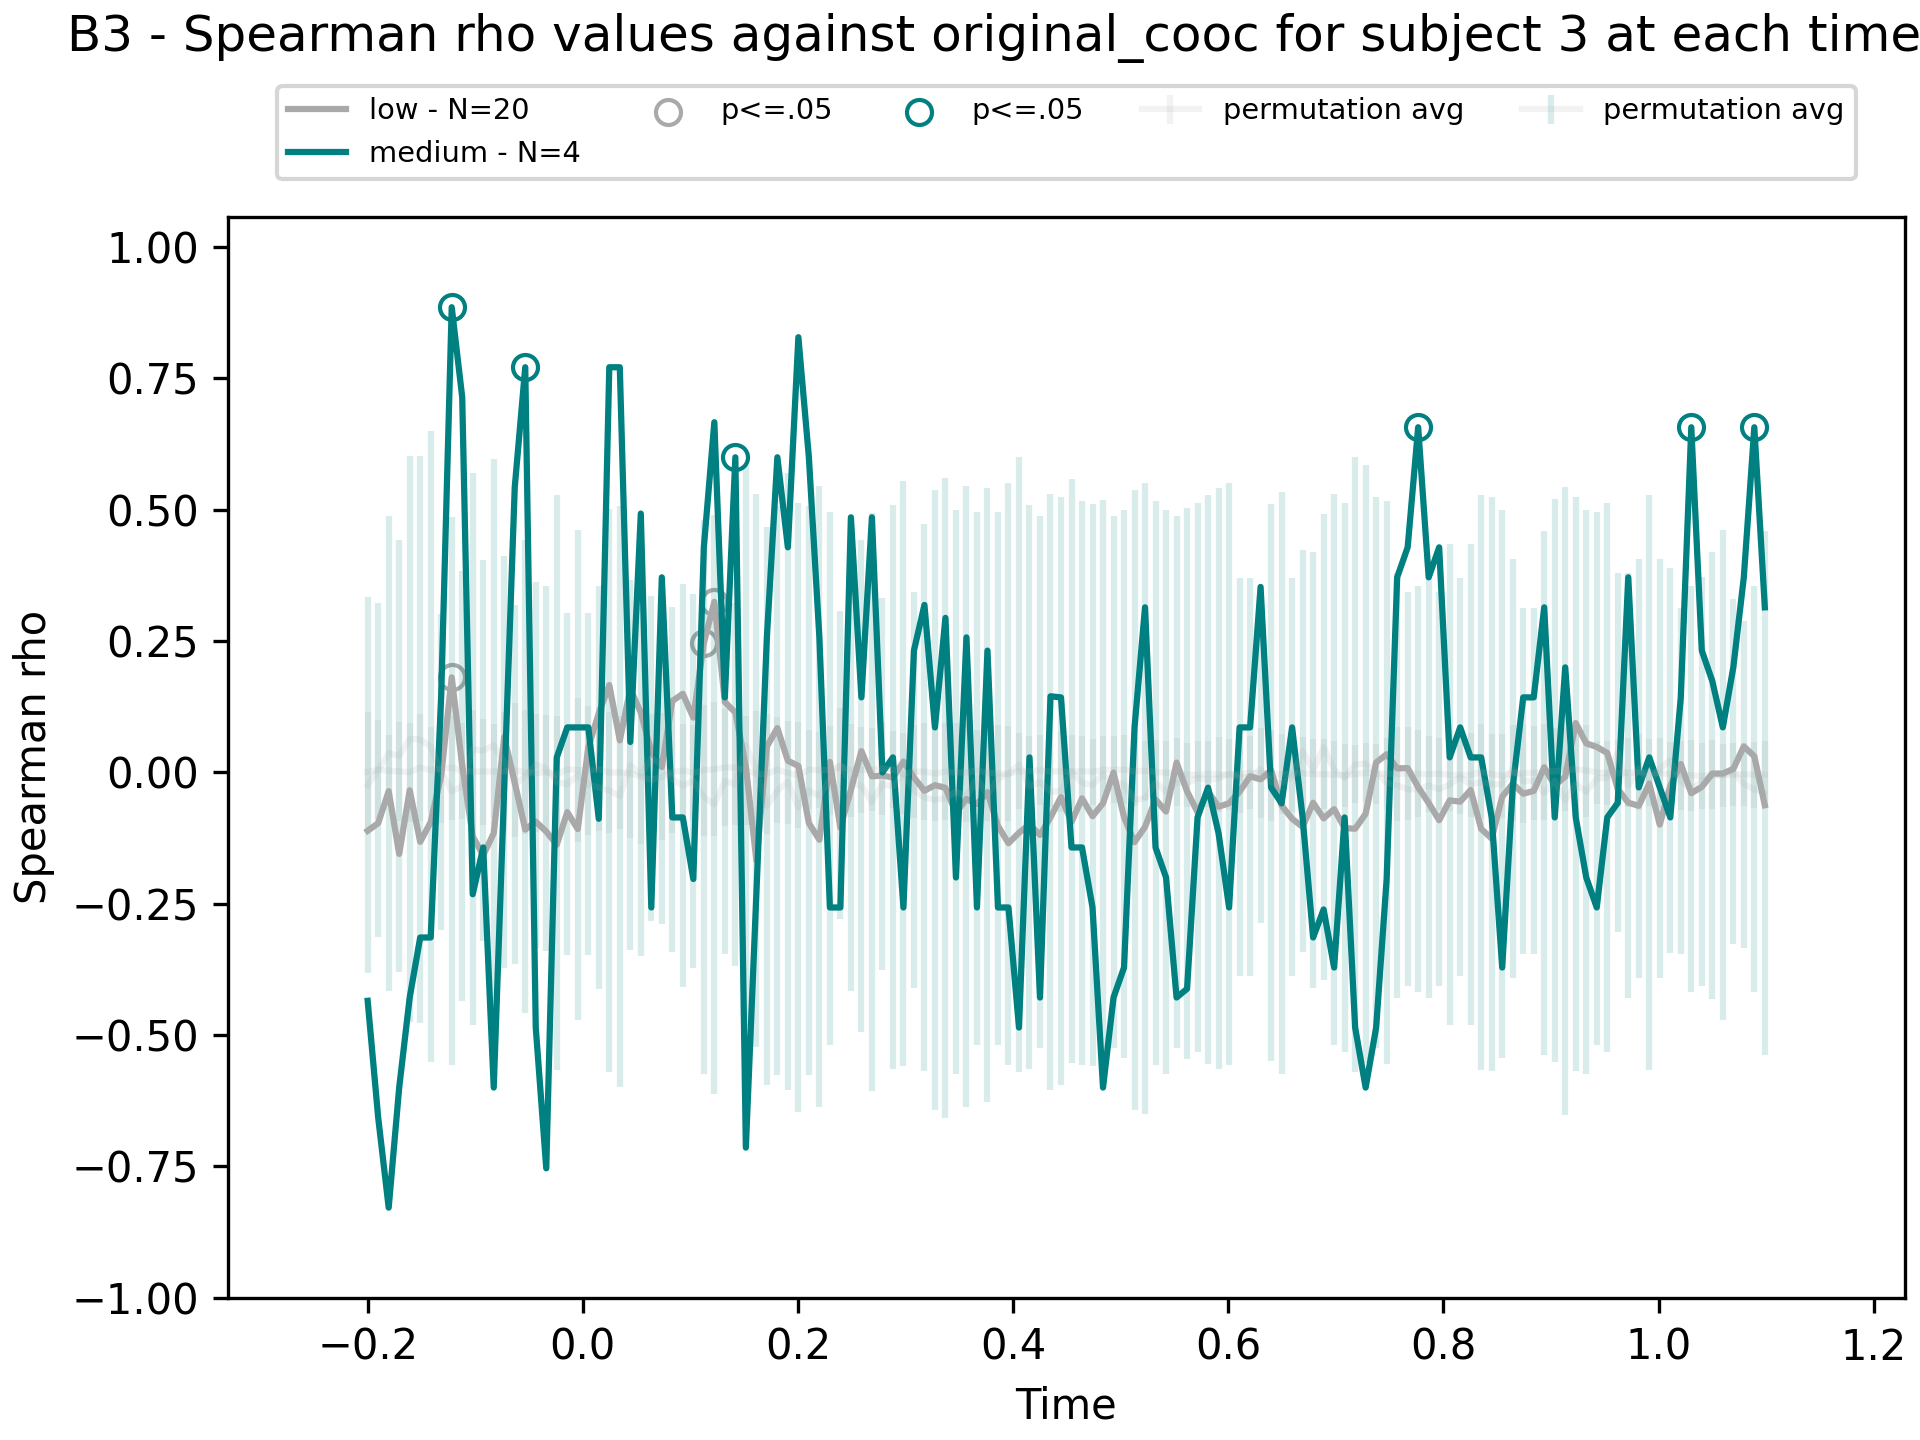 B3 - Spearman rho values against original_cooc for subject 3 at each time
low - N=20
medium - N=4
p<=.05
p<=.05
permutation avg
permutation avg
Spearman rho
1.00
0.75
0.50
0.25
0.00
−0.25
−0.50
−0.75
−1.00
−0.2 0.0 0.2 0.4 0.6 0.8 1.0 1.2
Time